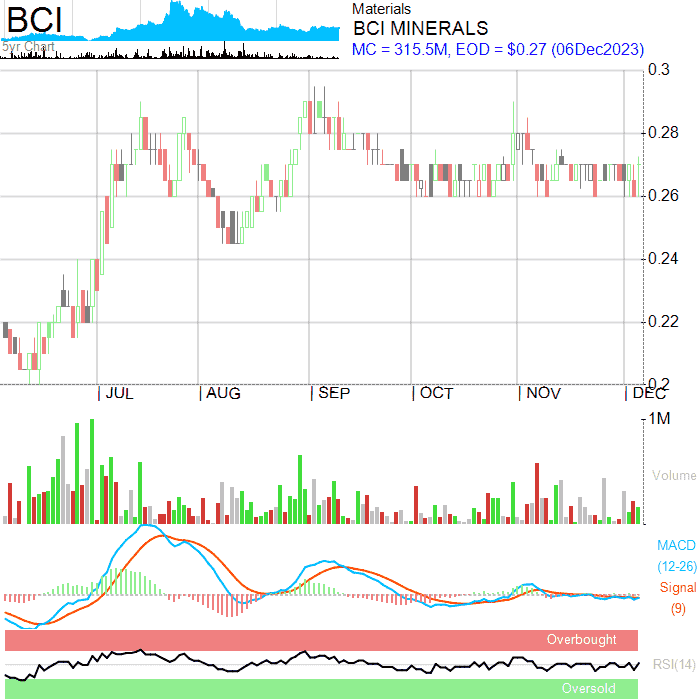 BCI
5yr Chart
Materials
BCI MINERALS
MC = 315.5M, EOD = $0.27 (06Dec2023)
0.3
0.28
0.26
0.24
0.22
0.2
JUL AUG SEP OCT NOV DEC
1M
Volume
MACD
(12-26)
Signal
(9)
Overbought
RSI(14)
Oversold